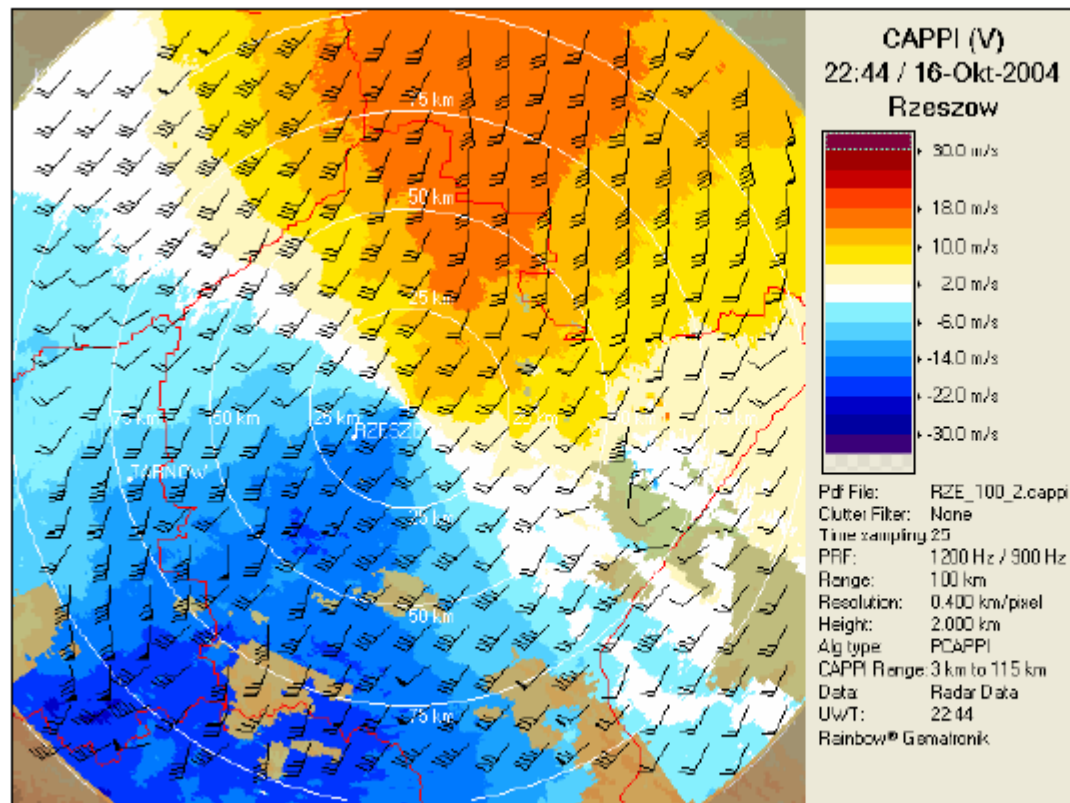 CAPPI (V)
22:44 / 16-Okt-2004
Rzeszow
30.0 m/s
18.0 m/s
10.0 m/s
2.0 m/s
-6.0 m/s
-14.0 m/s
-22.0 m/s
-30.0 m/s
Pdf File: RZE_100_2.cappi
Clutter Filter: None
Time sampling 25
PRF: 1200 Hz / 900 Hz
Range: 100 km
Resolution: 0.400 km/pixel
Height: 2.000 km
Alg type: PCAPPI
CAPPI Range: 3 km to 115 km
Data: Radar Data
UWT: 22:44
Rainbow® Gematronik
75 km
50 km
25 km
75 km
50 km
25 km
25 km
RZESZOW
TARNOW
25 km
50 km
75 km